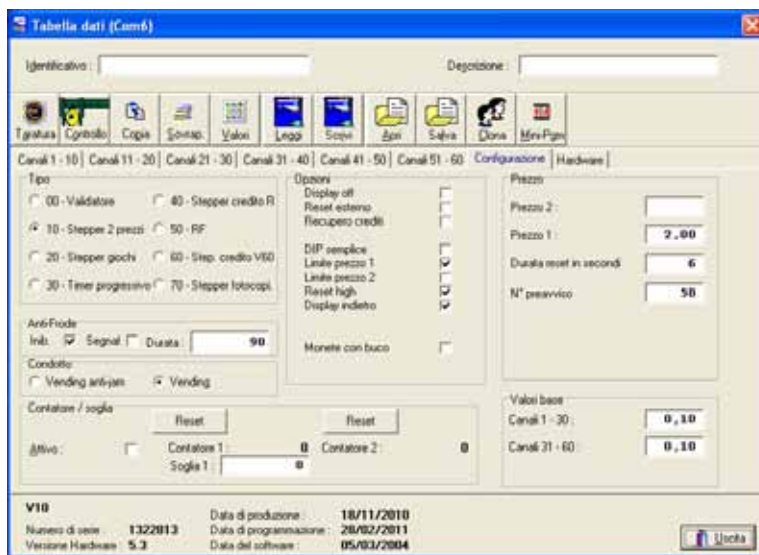 Tabella dati (Com6)
Identificativo :
Descrizione :
Taratura Controllo Copia Sovrap. Valori Leggi Scrivi Apri Salva Clona Mini-Pgm
Canali 1 - 10 Canali 11 - 20 Canali 21 - 30 Canali 31 - 40 Canali 41 - 50 Canali 51 - 60 Configurazione Hardware
Tipo
00 - Validatore 40 - Stepper credito R
10 - Stepper 2 prezzi 50 - RF
20 - Stepper giochi 60 - Step. credito V60
30 - Timer progressivo 70 - Stepper fotocopi.
Anti-Frode
Inib. Segnal. Durata : 90
Condotto
Vending anti-jam Vending
Opzioni
Display off
Reset esterno
Recupero crediti
DIP semplice
Limite prezzo 1
Limite prezzo 2
Reset high
Display indietro
Monete con buco
Prezzo
Prezzo 2 :
Prezzo 1 : 2,00
Durata reset in secondi 6
N° preavviso 50
Contatore / soglia
Reset Reset
Attivo : Contatore 1 : 0 Contatore 2 : 0
Soglia 1 : 0
Valori base
Canali 1 - 30 : 0,10
Canali 31 - 60 : 0,10
V10
Numero di serie : 1322013
Versione Hardware : 5.3
Data di produzione : 18/11/2010
Data di programmazione : 28/02/2011
Data del software : 05/03/2004
Uscita